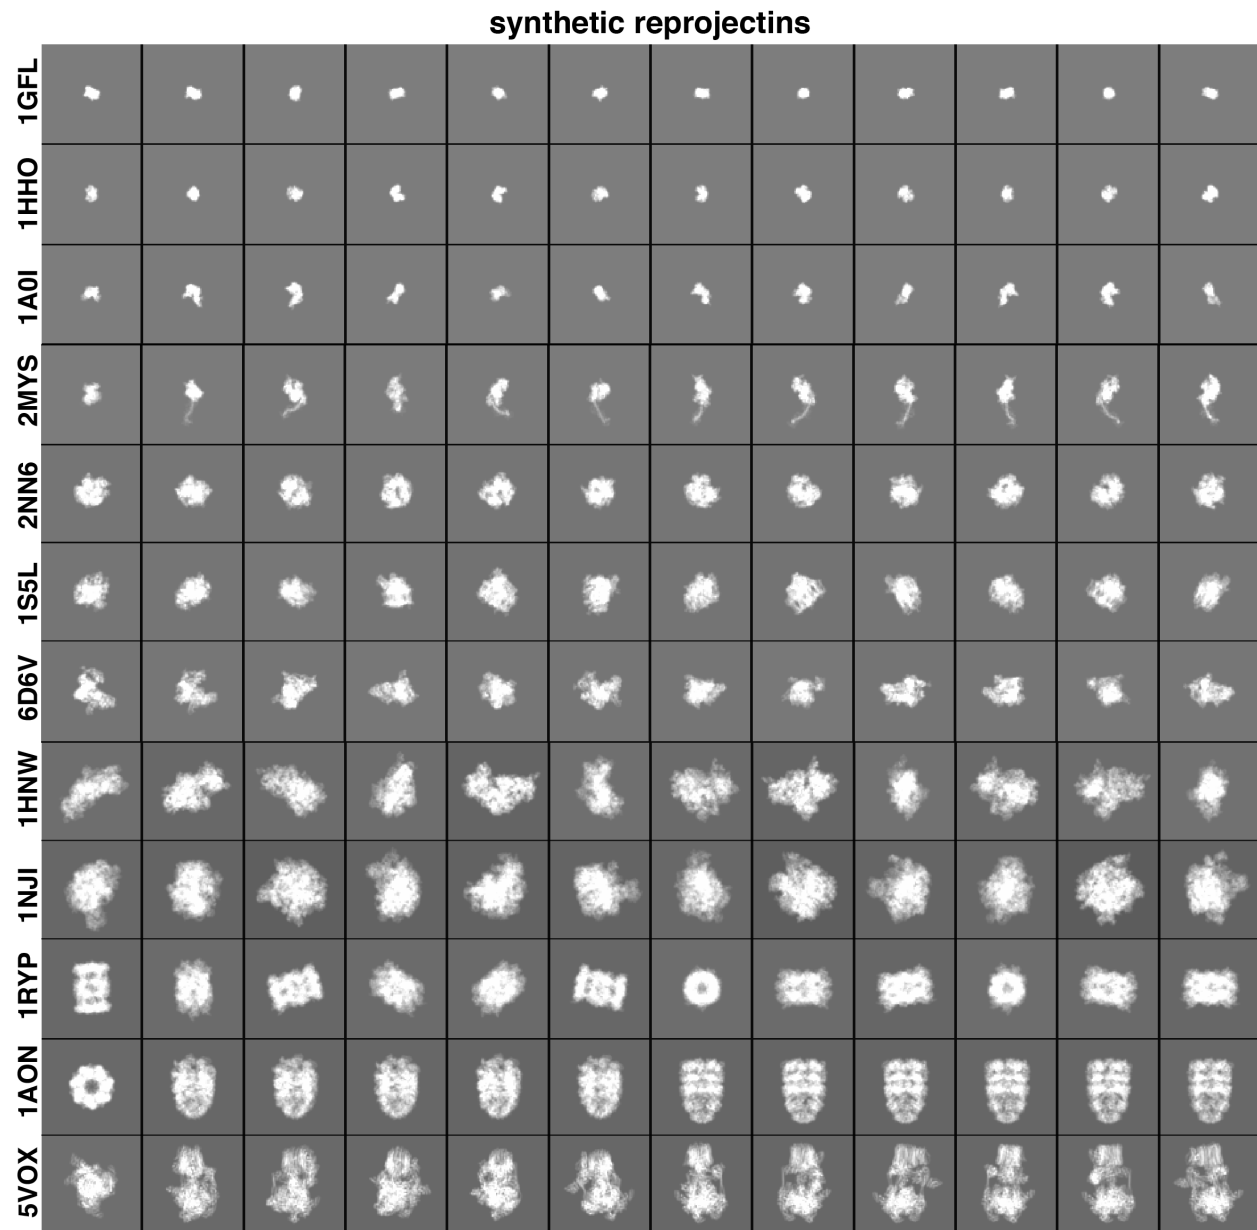 synthetic reprojectins
1GFL
1HHO
1A0I
2MYS
2NN6
1S5L
6D6V
1HNW
1NJI
1RYP
1AON
5VOX